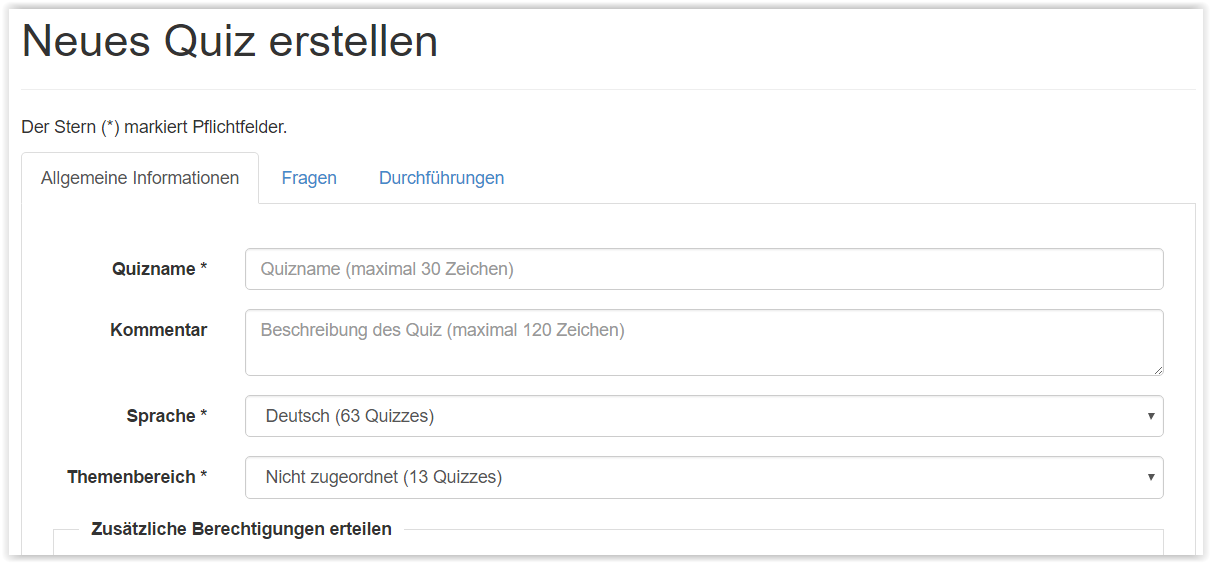 Neues Quiz erstellen
Der Stern (*) markiert Pflichtfelder.
Allgemeine Informationen Fragen Durchführungen
Quizname * Quizname (maximal 30 Zeichen)
Kommentar Beschreibung des Quiz (maximal 120 Zeichen)
Sprache * Deutsch (63 Quizzes)
Themenbereich * Nicht zugeordnet (13 Quizzes)
Zusätzliche Berechtigungen erteilen